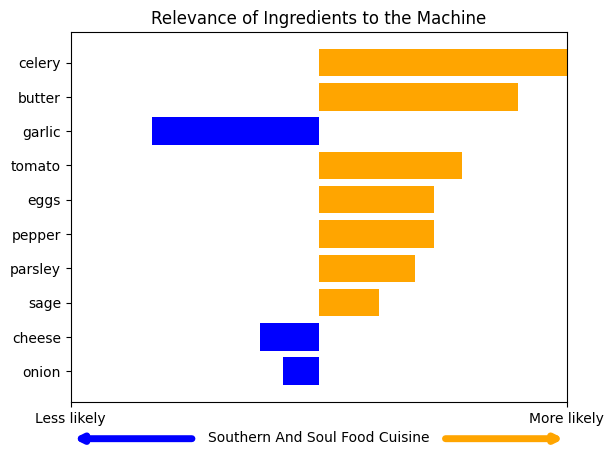 Relevance of Ingredients to the Machine
celery
butter
garlic
tomato
eggs
pepper
parsley
sage
cheese
onion
Less likely More likely
Southern And Soul Food Cuisine